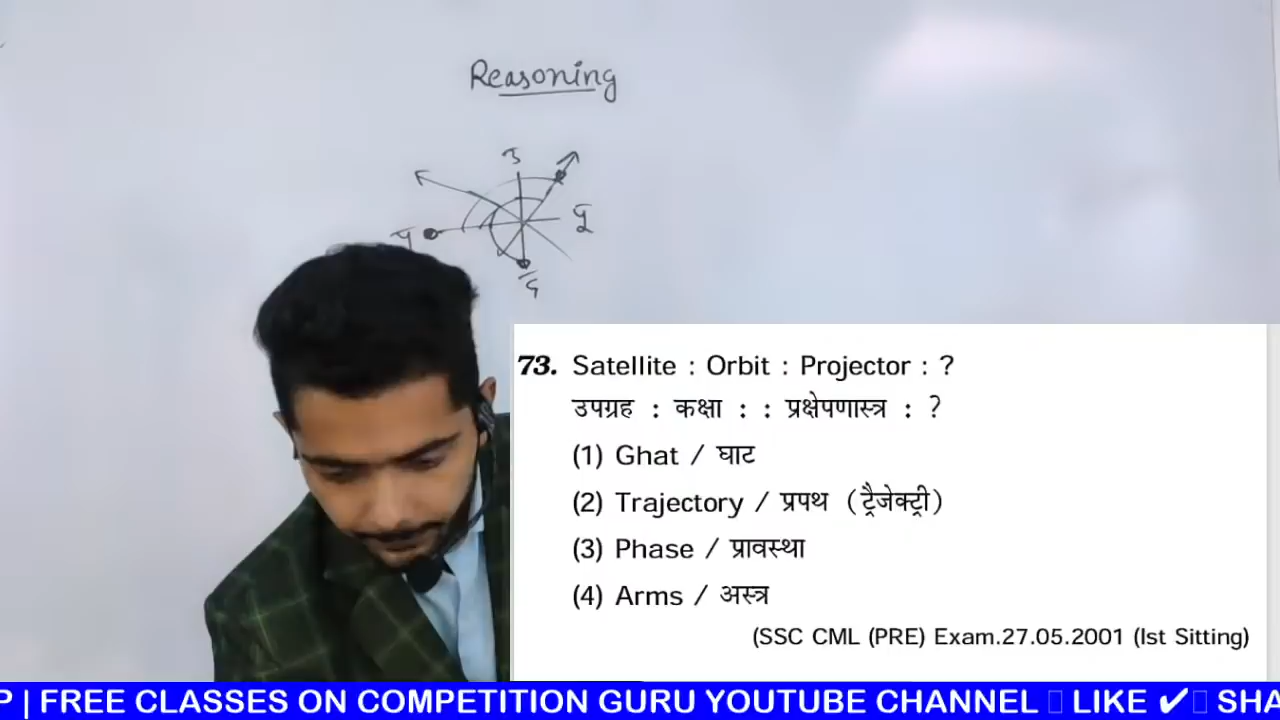 Reasoning
उ
पू
प
द
73. Satellite : Orbit : Projector : ?
उपग्रह : कक्षा : : प्रक्षेपणास्त्र : ?
(1) Ghat / घाट
(2) Trajectory / प्रपथ (ट्रैजेक्ट्री)
(3) Phase / प्रावस्था
(4) Arms / अस्त्र
(SSC CML (PRE) Exam.27.05.2001 (Ist Sitting)
P | FREE CLASSES ON COMPETITION GURU YOUTUBE CHANNEL LIKE ✔ SHA